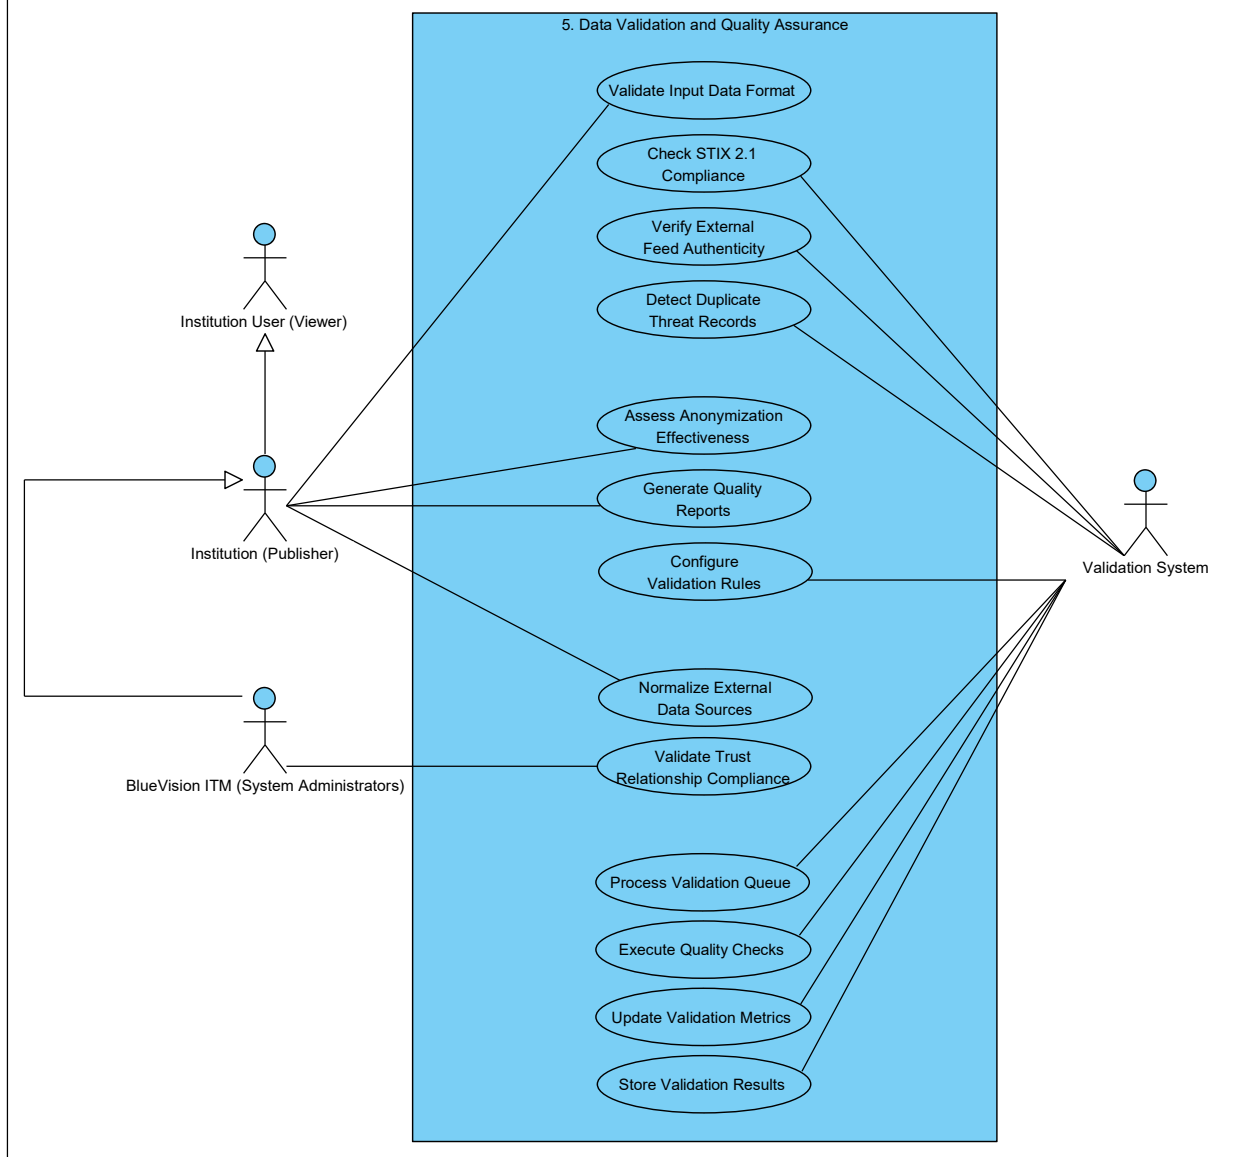 5. Data Validation and Quality Assurance
Validate Input Data Format
Check STIX 2.1
Compliance
Verify External
Feed Authenticity
Detect Duplicate
Threat Records
Institution User (Viewer)
Assess Anonymization
Effectiveness
Generate Quality
Reports
Institution (Publisher)
Configure
Validation Rules
Validation System
Normalize External
Data Sources
Validate Trust
Relationship Compliance
BlueVision ITM (System Administrators)
Process Validation Queue
Execute Quality Checks
Update Validation Metrics
Store Validation Results